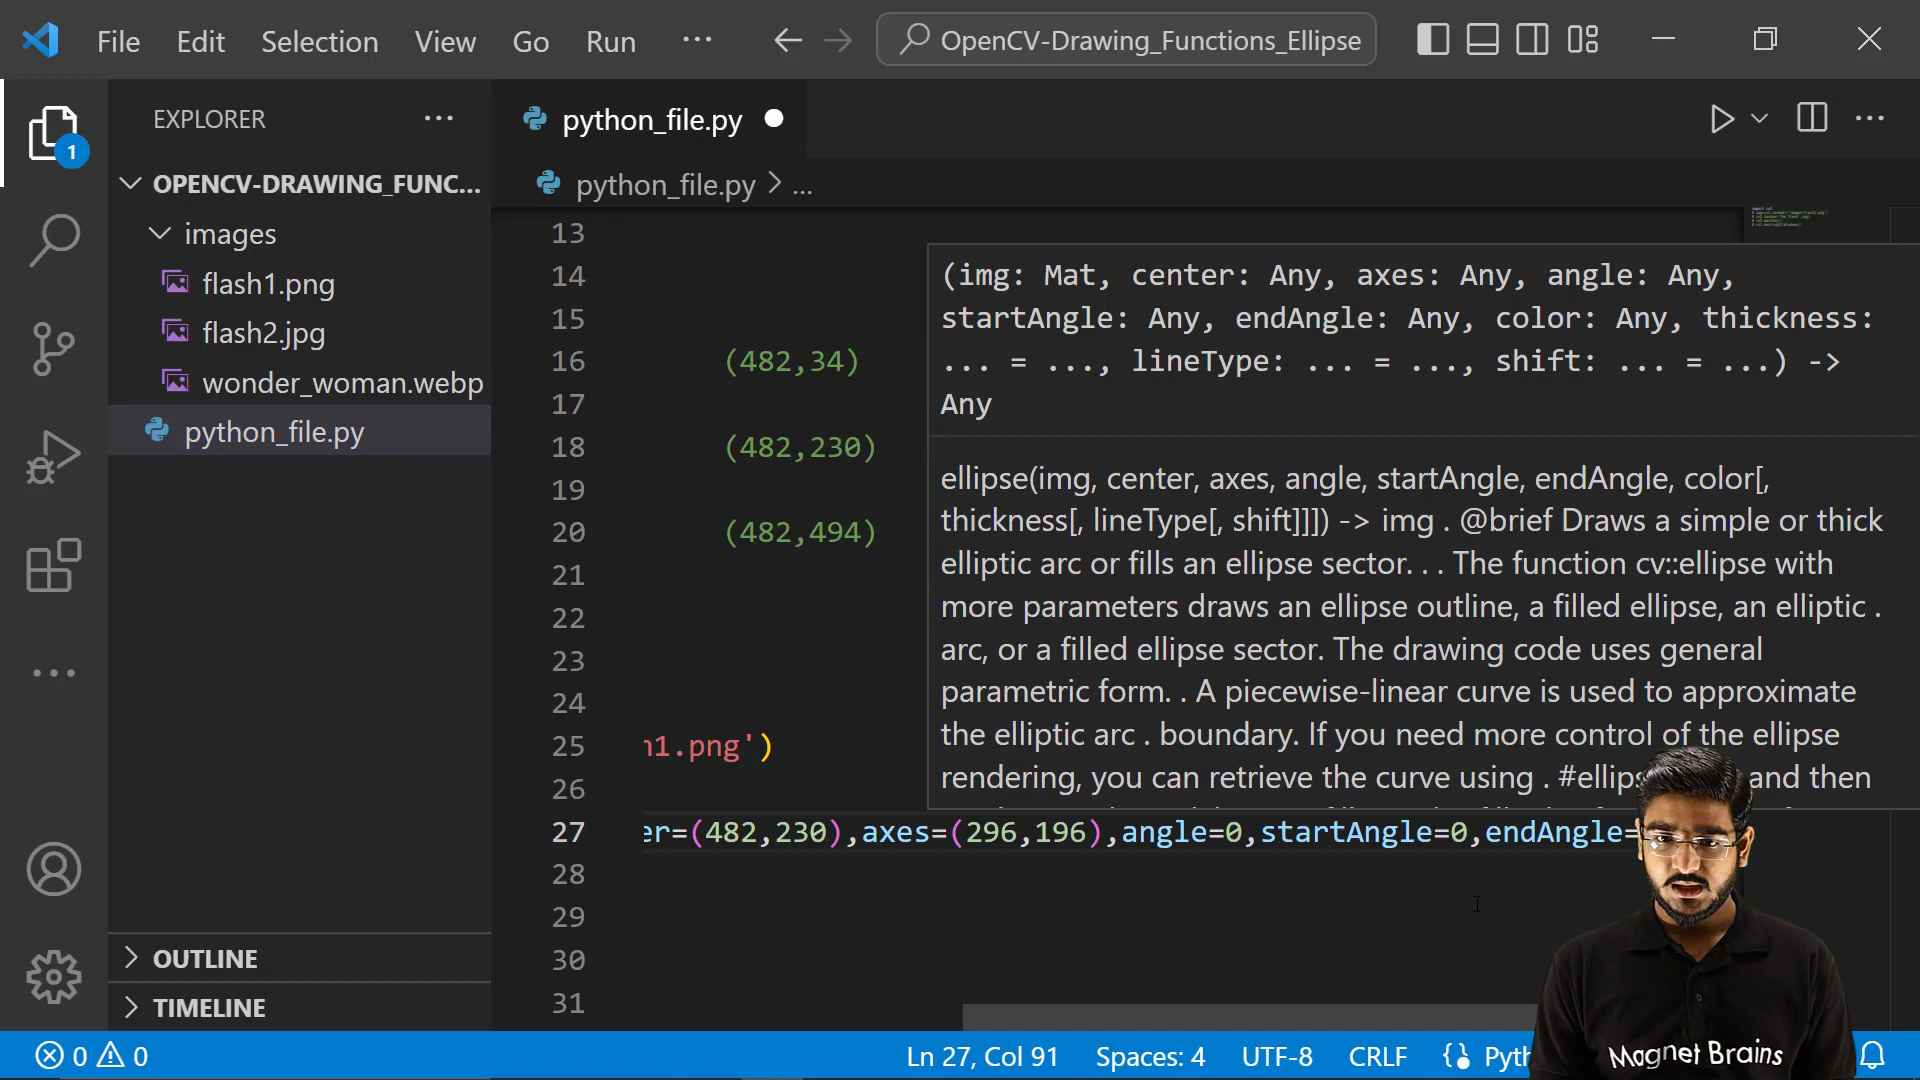 File Edit Selection View Go Run ... OpenCV-Drawing_Functions_Ellipse
EXPLORER ...
1
OPENCV-DRAWING_FUNC...
images
flash1.png
flash2.jpg
wonder_woman.webp
python_file.py
OUTLINE
TIMELINE
python_file.py
python_file.py > ...
13
14
15
16 (482,34)
17
18 (482,230)
19
20 (482,494)
21
22
23
24
25 h1.png')
26
27 er=(482,230),axes=(296,196),angle=0,startAngle=0,endAngle=
28
29
30
31
(img: Mat, center: Any, axes: Any, angle: Any,
startAngle: Any, endAngle: Any, color: Any, thickness:
... = ..., lineType: ... = ..., shift: ... = ...) ->
Any
ellipse(img, center, axes, angle, startAngle, endAngle, color[,
thickness[, lineType[, shift]]]) -> img . @brief Draws a simple or thick
elliptic arc or fills an ellipse sector. . . The function cv::ellipse with
more parameters draws an ellipse outline, a filled ellipse, an elliptic .
arc, or a filled ellipse sector. The drawing code uses general
parametric form. . A piecewise-linear curve is used to approximate
the elliptic arc . boundary. If you need more control of the ellipse
rendering, you can retrieve the curve using . #ellips and then
0 0 Ln 27, Col 91 Spaces: 4 UTF-8 CRLF Pyth
Magnet Brains